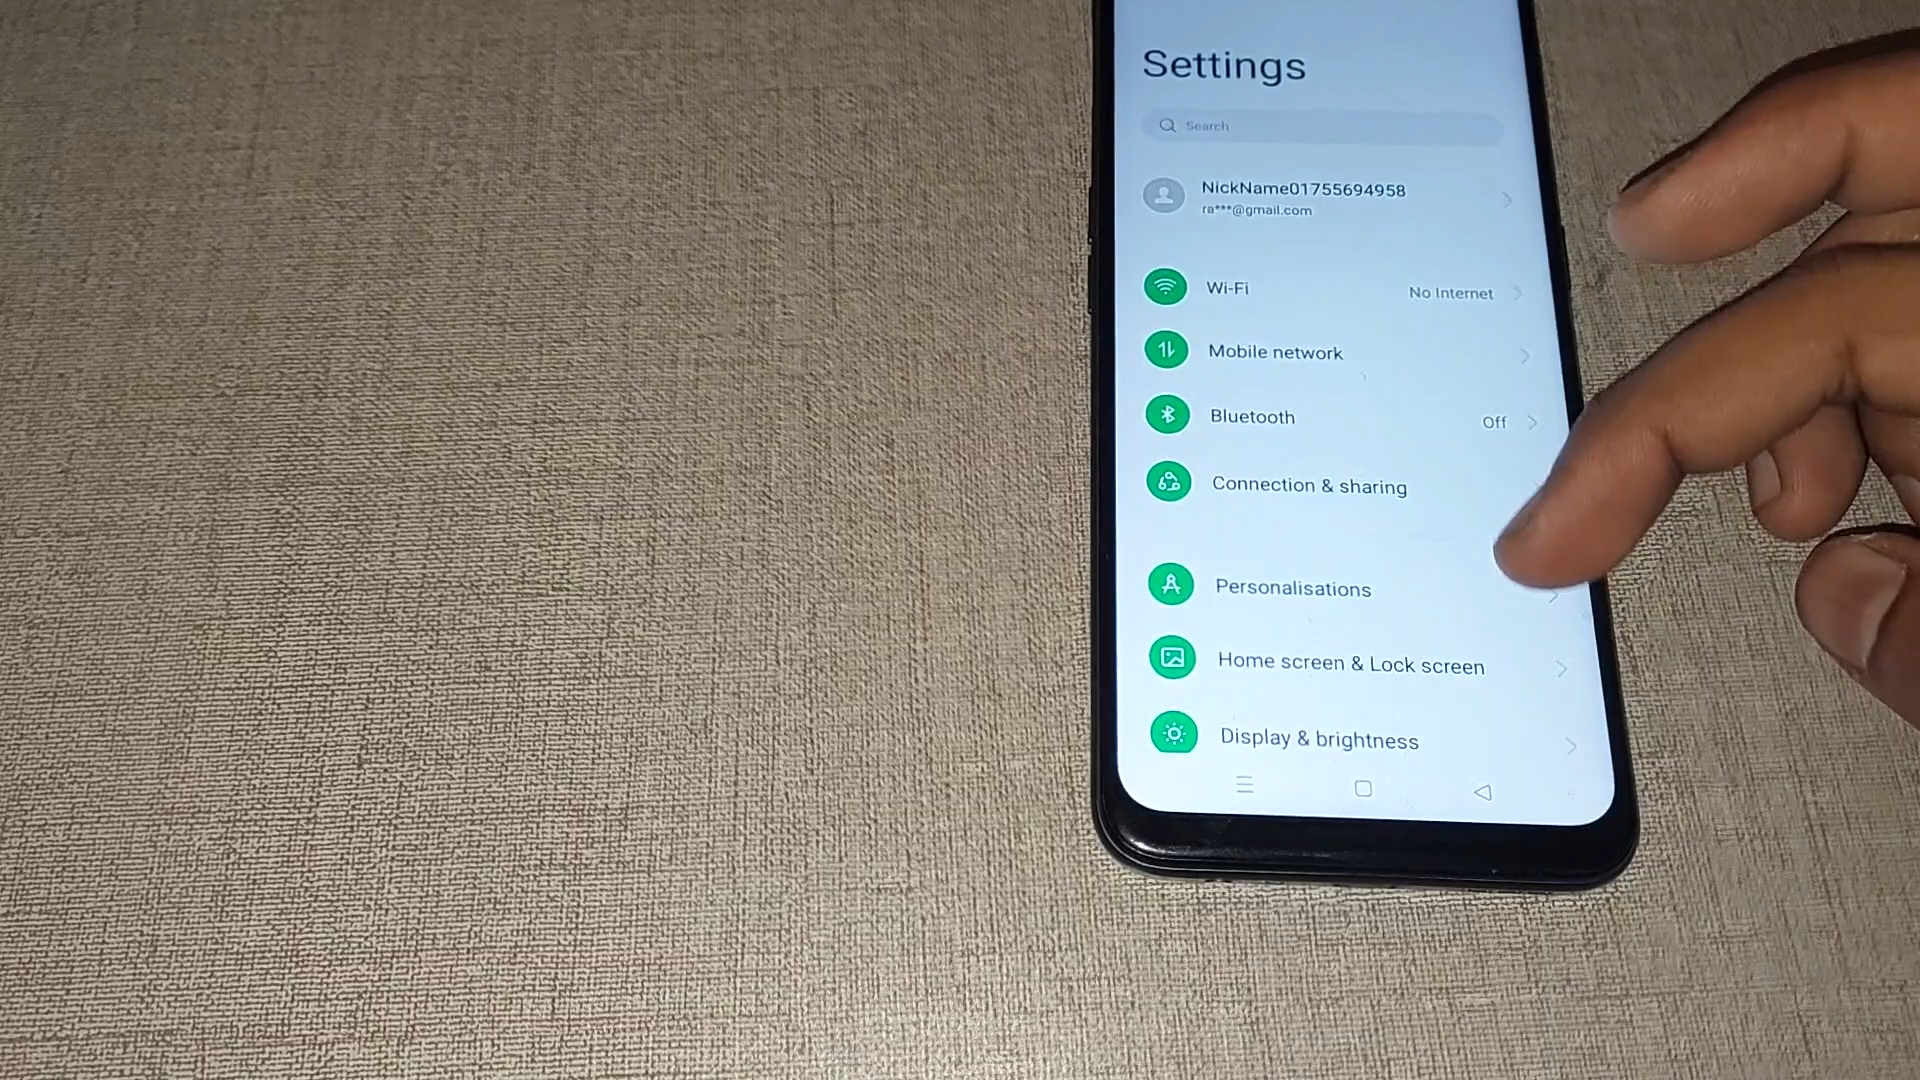 Settings
Search
NickName01755694958
ra***@gmail.com
Wi-Fi No Internet
Mobile network
Bluetooth Off
Connection & sharing
Personalisations
Home screen & Lock screen
Display & brightness